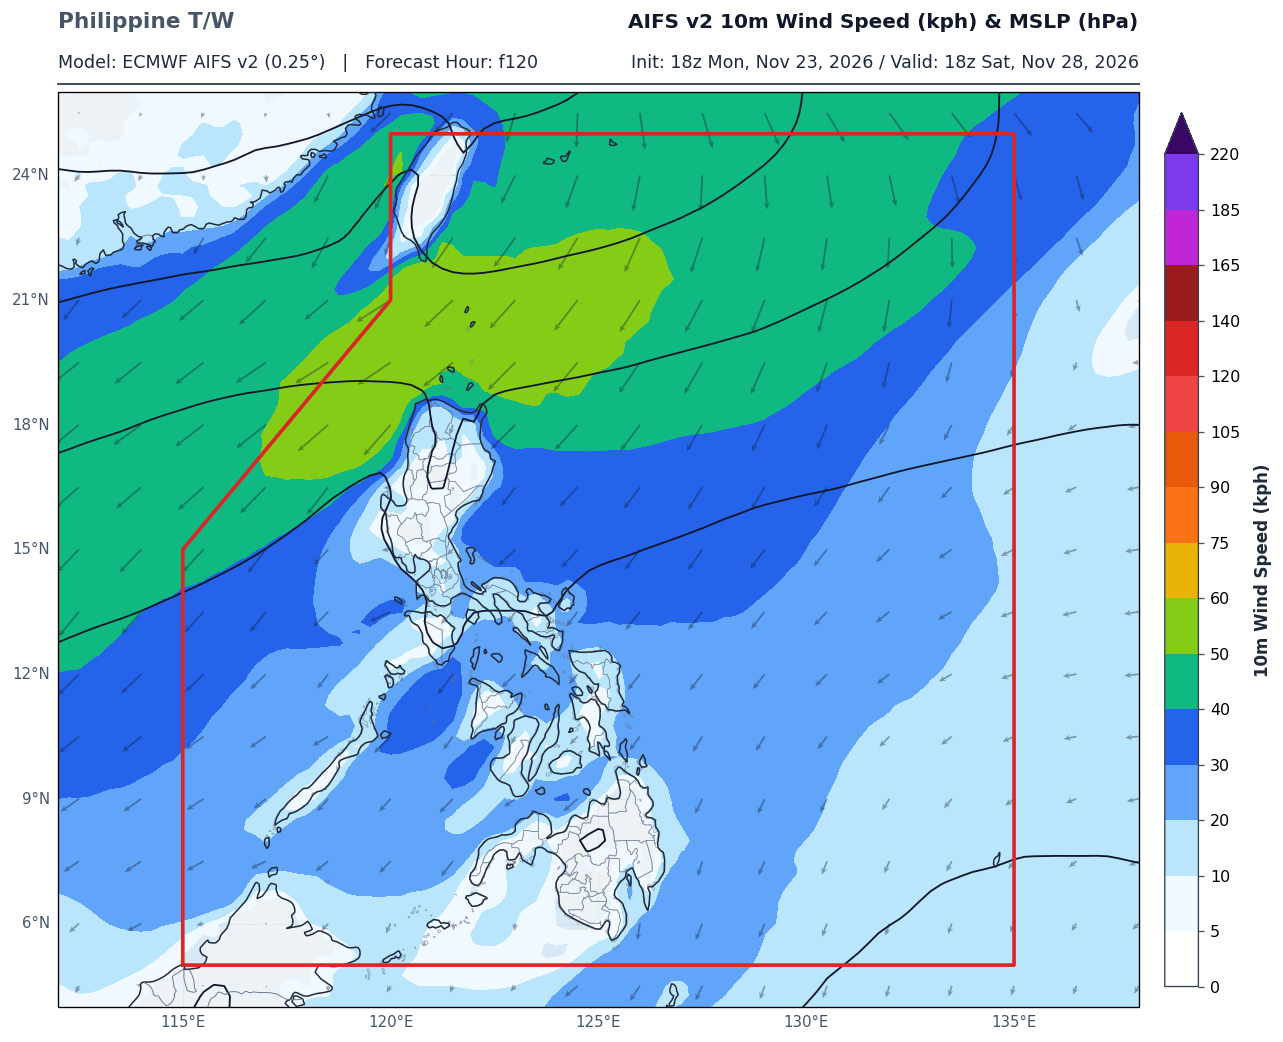 Philippine T/W
AIFS v2 10m Wind Speed (kph) & MSLP (hPa)
Model: ECMWF AIFS v2 (0.25°)   |   Forecast Hour: f120
Init: 18z Mon, Nov 23, 2026 / Valid: 18z Sat, Nov 28, 2026
24°N
21°N
18°N
15°N
12°N
9°N
6°N
115°E
120°E
125°E
130°E
135°E
220
185
165
140
120
105
90
75
60
50
40
30
20
10
5
0
10m Wind Speed (kph)